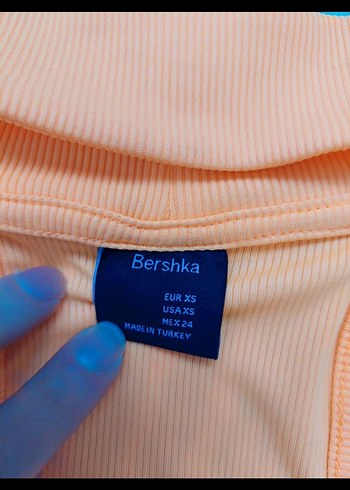 Bershka
EUR XS
USA XS
MEX 24
MADE IN TURKEY